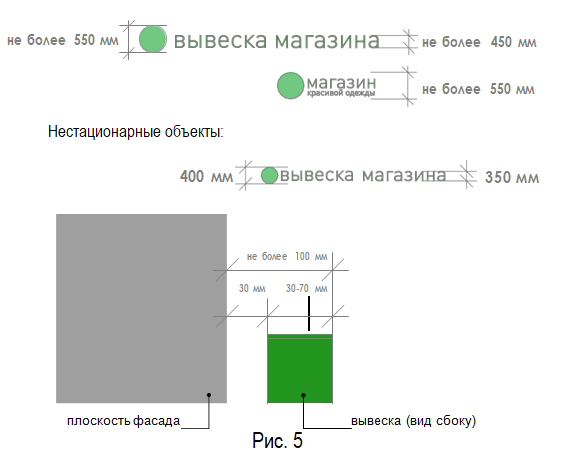 не более 550 мм
вывеска магазина
не более 450 мм
магазин
красивой одежды
не более 550 мм
Нестационарные объекты:
400 мм
вывеска магазина
350 мм
не более 100 мм
30 мм
30-70 мм
плоскость фасада
вывеска (вид сбоку)
Рис. 5